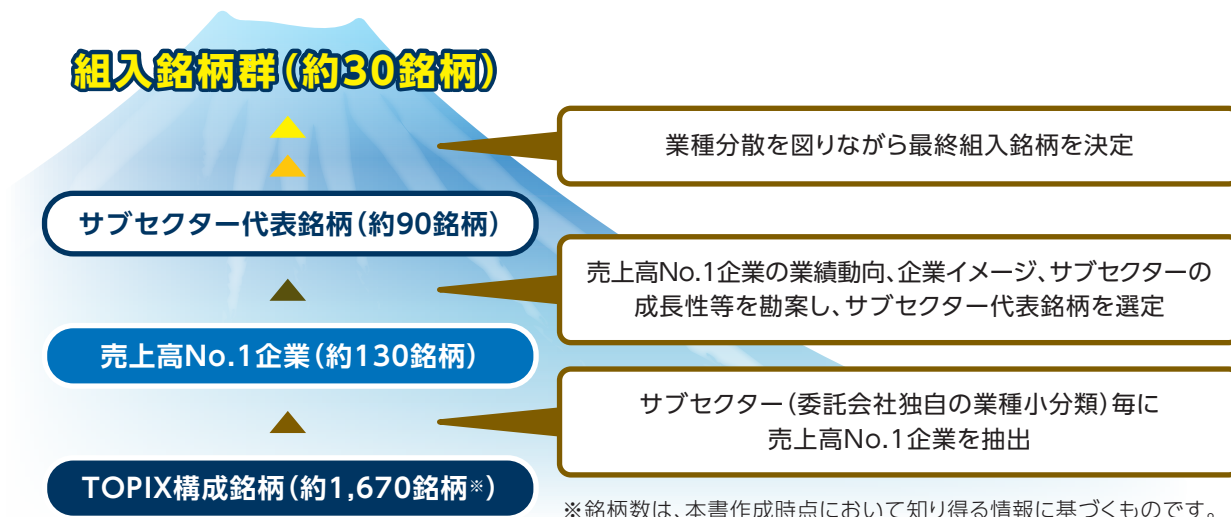 組入銘柄群(約30銘柄)
業種分散を図りながら最終組入銘柄を決定
サブセクター代表銘柄(約90銘柄)
売上高No.1企業の業績動向、企業イメージ、サブセクターの
成長性等を勘案し、サブセクター代表銘柄を選定
売上高No.1企業(約130銘柄)
サブセクター(委託会社独自の業種小分類)毎に
売上高No.1企業を抽出
TOPIX構成銘柄(約1,670銘柄※)
※銘柄数は、本書作成時点において知り得る情報に基づくものです。